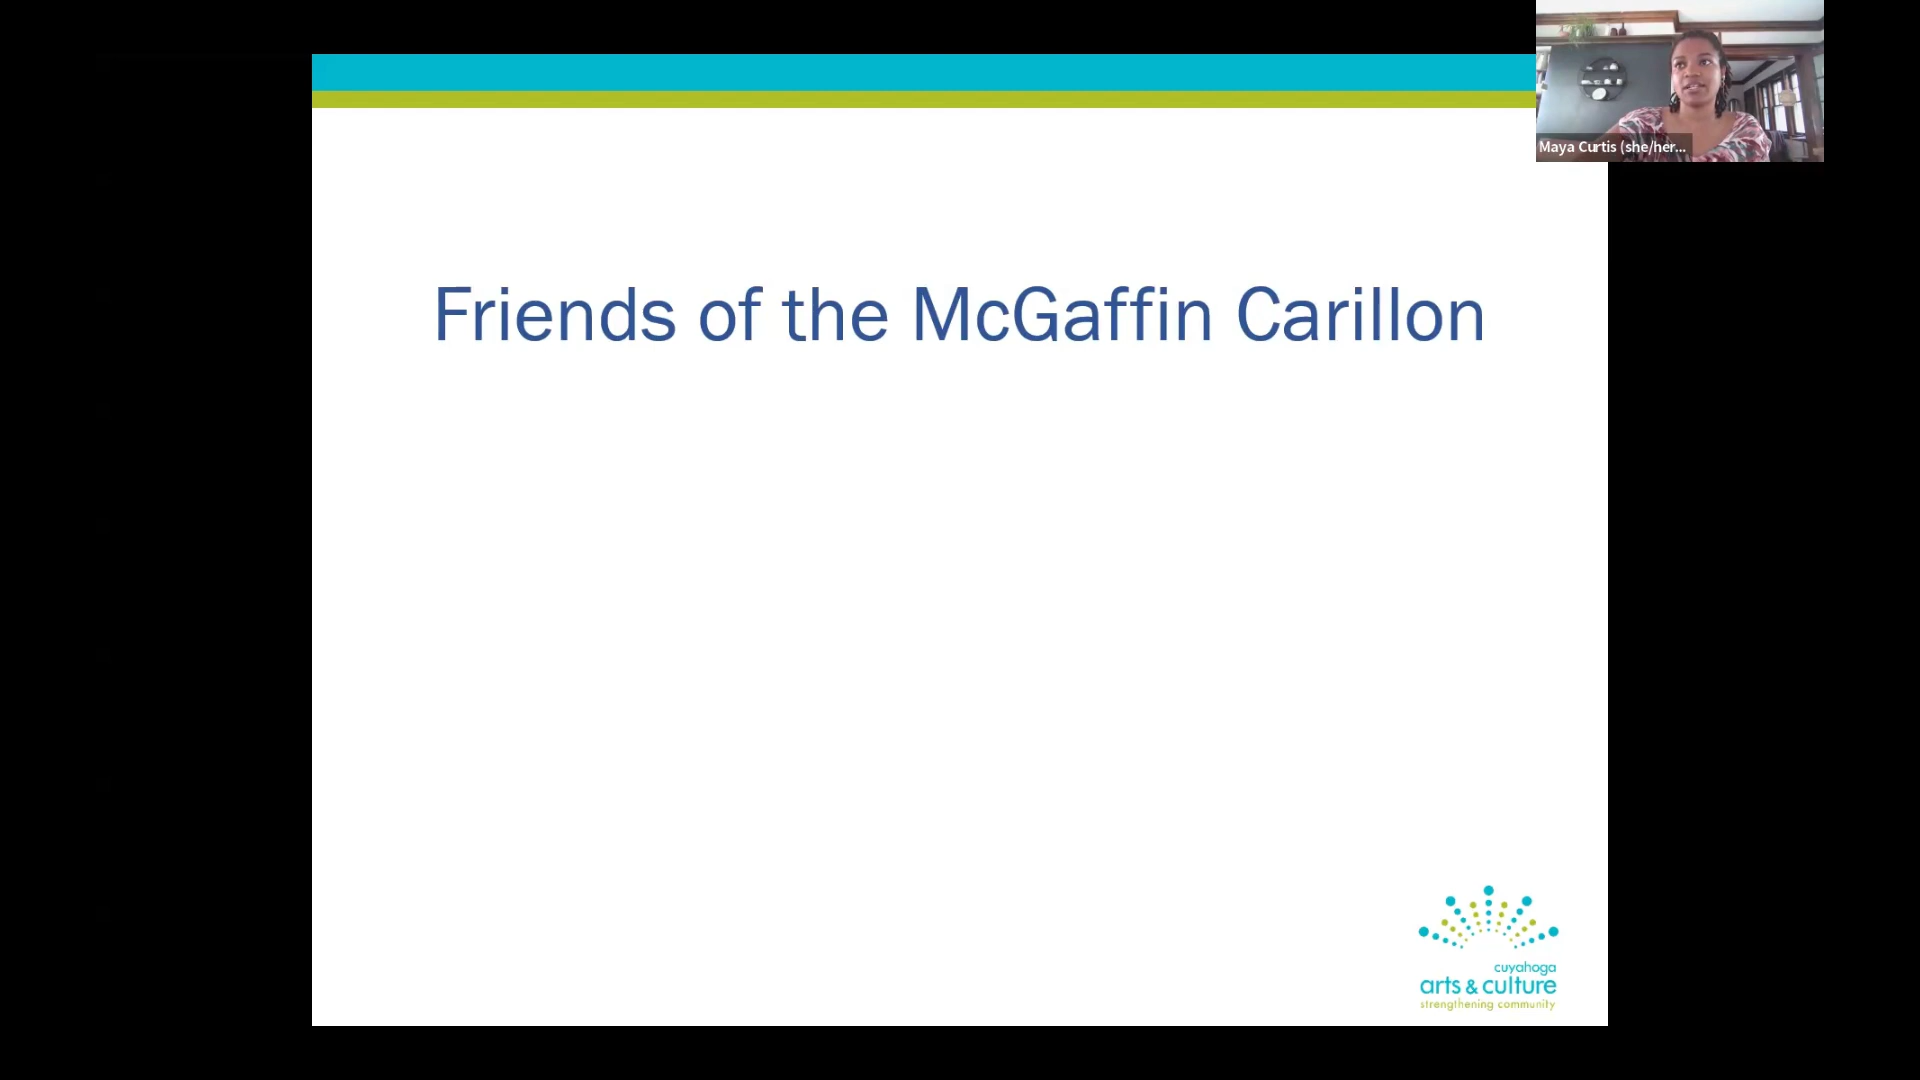 Maya Curtis (she/her...
Friends of the McGaffin Carillon
cuyahoga
arts & culture
strengthening community